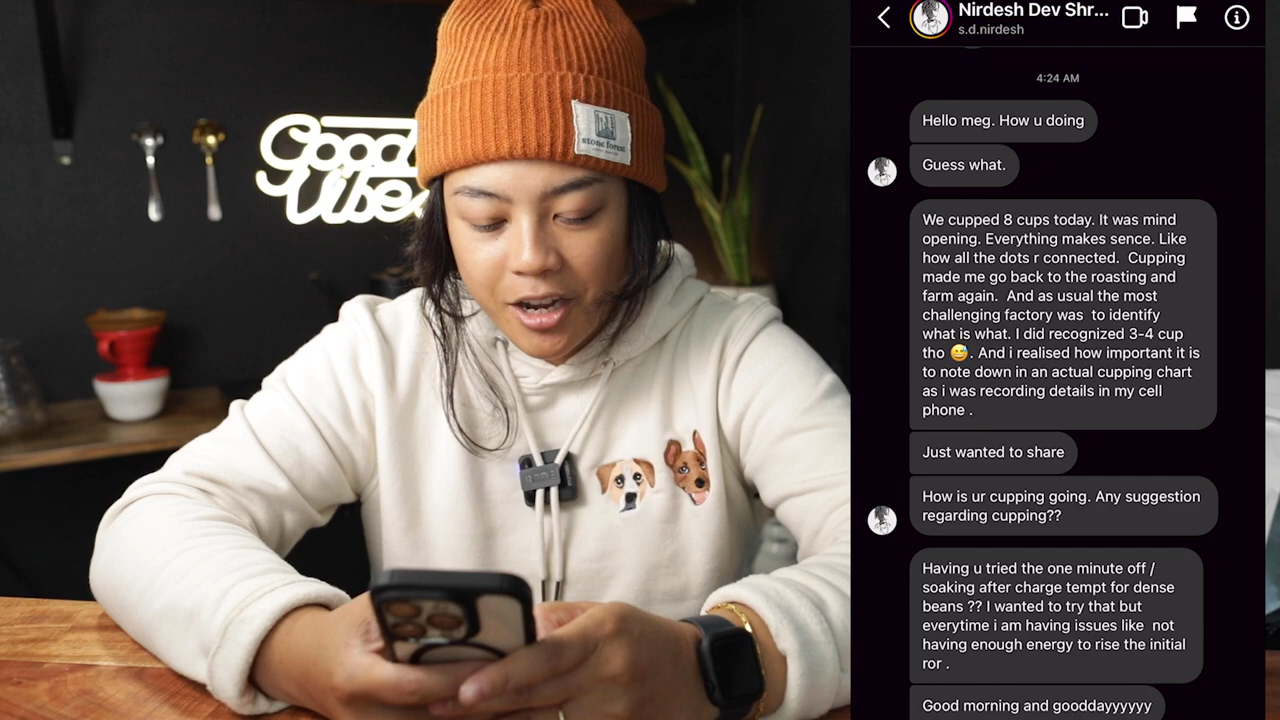 Good
Vibe
stone forest
Nirdesh Dev Shr...
s.d.nirdesh
4:24 AM
Hello meg. How u doing
Guess what.
We cupped 8 cups today. It was mind
opening. Everything makes sence. Like
how all the dots r connected.  Cupping
made me go back to the roasting and
farm again.  And as usual the most
challenging factory was  to identify
what is what. I did recognized 3-4 cup
tho 😅. And i realised how important it is
to note down in an actual cupping chart
as i was recording details in my cell
phone .
Just wanted to share
How is ur cupping going. Any suggestion
regarding cupping??
Having u tried the one minute off /
soaking after charge tempt for dense
beans ?? I wanted to try that but
everytime i am having issues like  not
having enough energy to rise the initial
ror .
Good morning and gooddayyyyyy